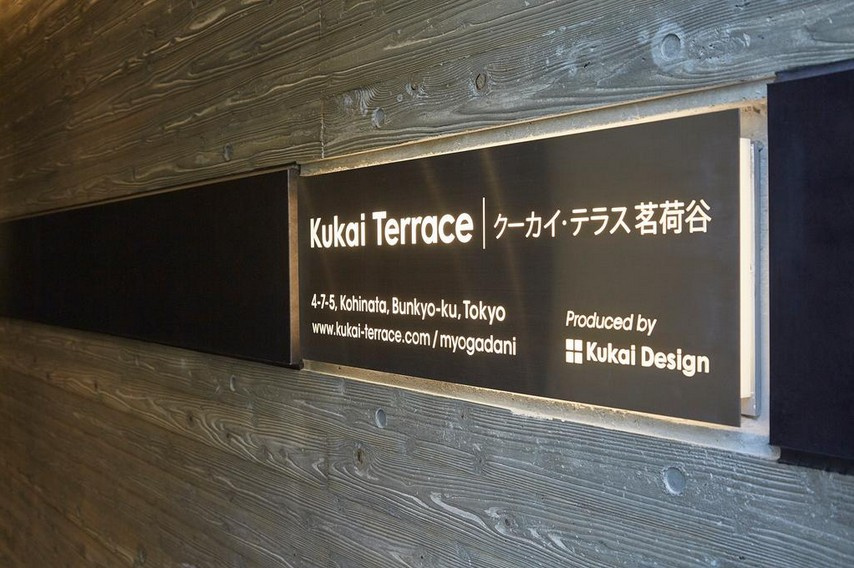 Kukai Terrace | クーカイ・テラス茗荷谷
4-7-5, Kohinata, Bunkyo-ku, Tokyo
www.kukai-terrace.com / myogadani
Produced by
Kukai Design